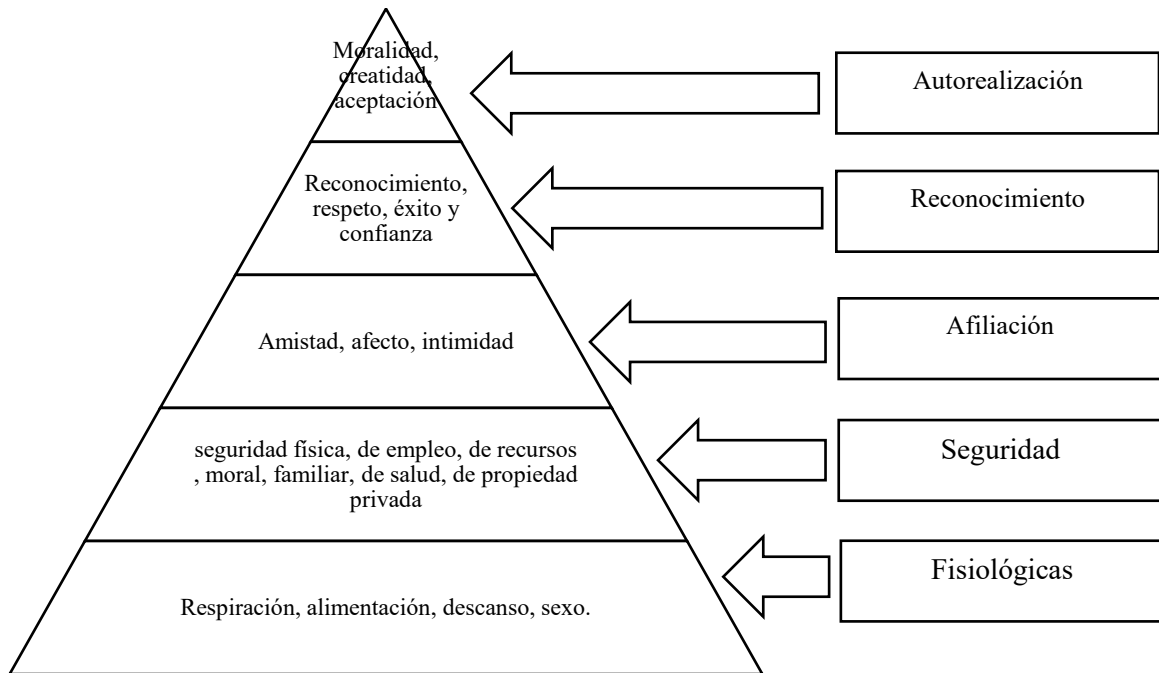 Moralidad,
creatidad,
aceptación
Autorealización
Reconocimiento,
respeto, éxito y
confianza
Reconocimiento
Amistad, afecto, intimidad
Afiliación
seguridad física, de empleo, de recursos
, moral, familiar, de salud, de propiedad
privada
Seguridad
Respiración, alimentación, descanso, sexo.
Fisiológicas